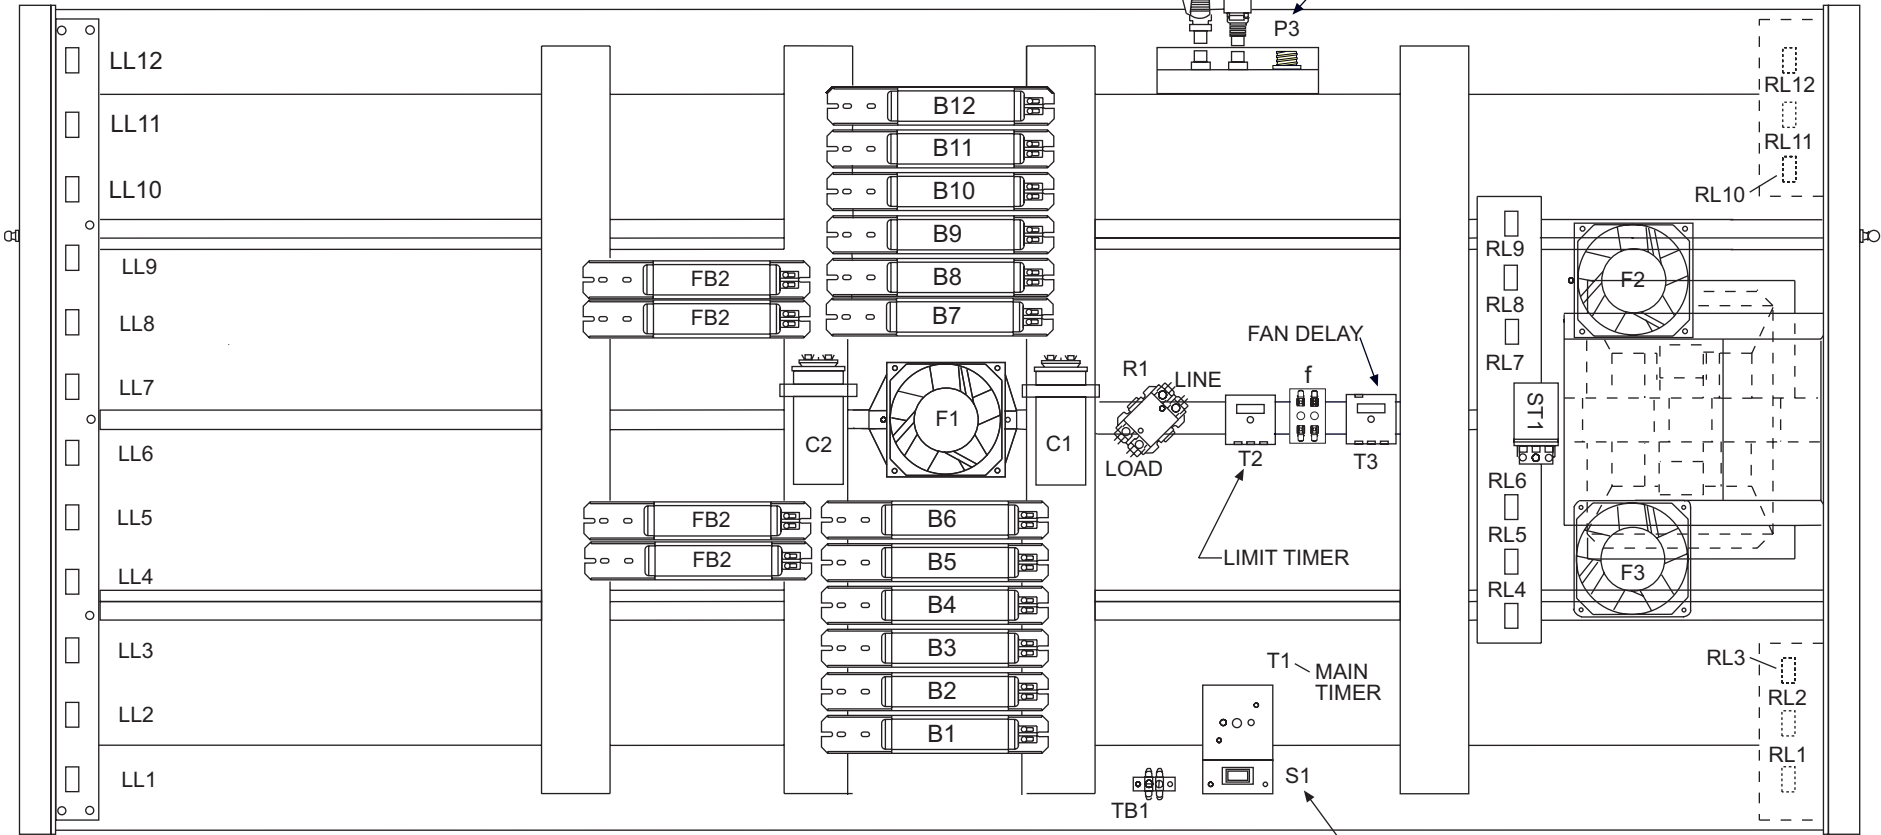 P3
LL12
LL11
LL10
LL9
LL8
LL7
LL6
LL5
LL4
LL3
LL2
LL1
FB2
FB2
FB2
FB2
B12
B11
B10
B9
B8
B7
C2
F1
C1
B6
B5
B4
B3
B2
B1
R1
LINE
LOAD
FAN DELAY
f
T2
T3
LIMIT TIMER
T1
MAIN
TIMER
S1
TB1
RL12
RL11
RL10
RL9
RL8
RL7
ST1
RL6
RL5
RL4
F2
F3
RL3
RL2
RL1